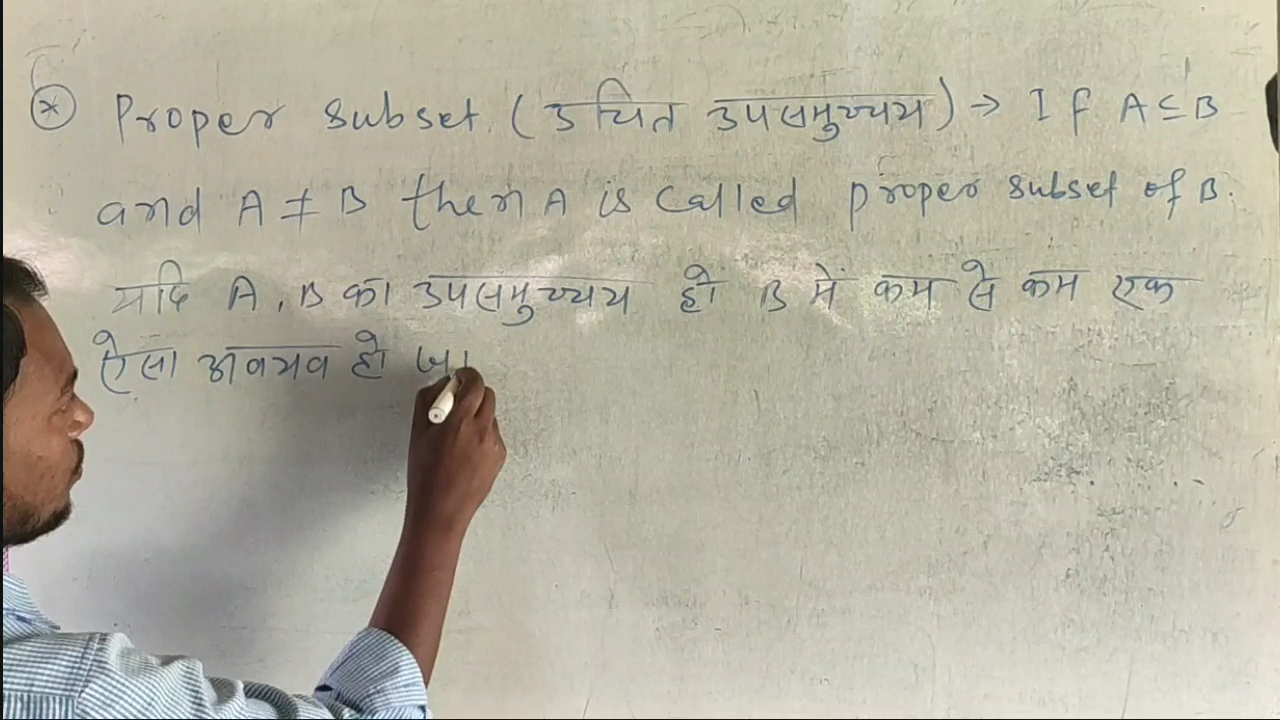 * Proper Subset (उचित उपसमुच्चय) → If A ⊆ B
and A ≠ B then A is called proper subset of B.
यदि A, B का उपसमुच्चय हो B में कम से कम एक
ऐसा अवयव हो